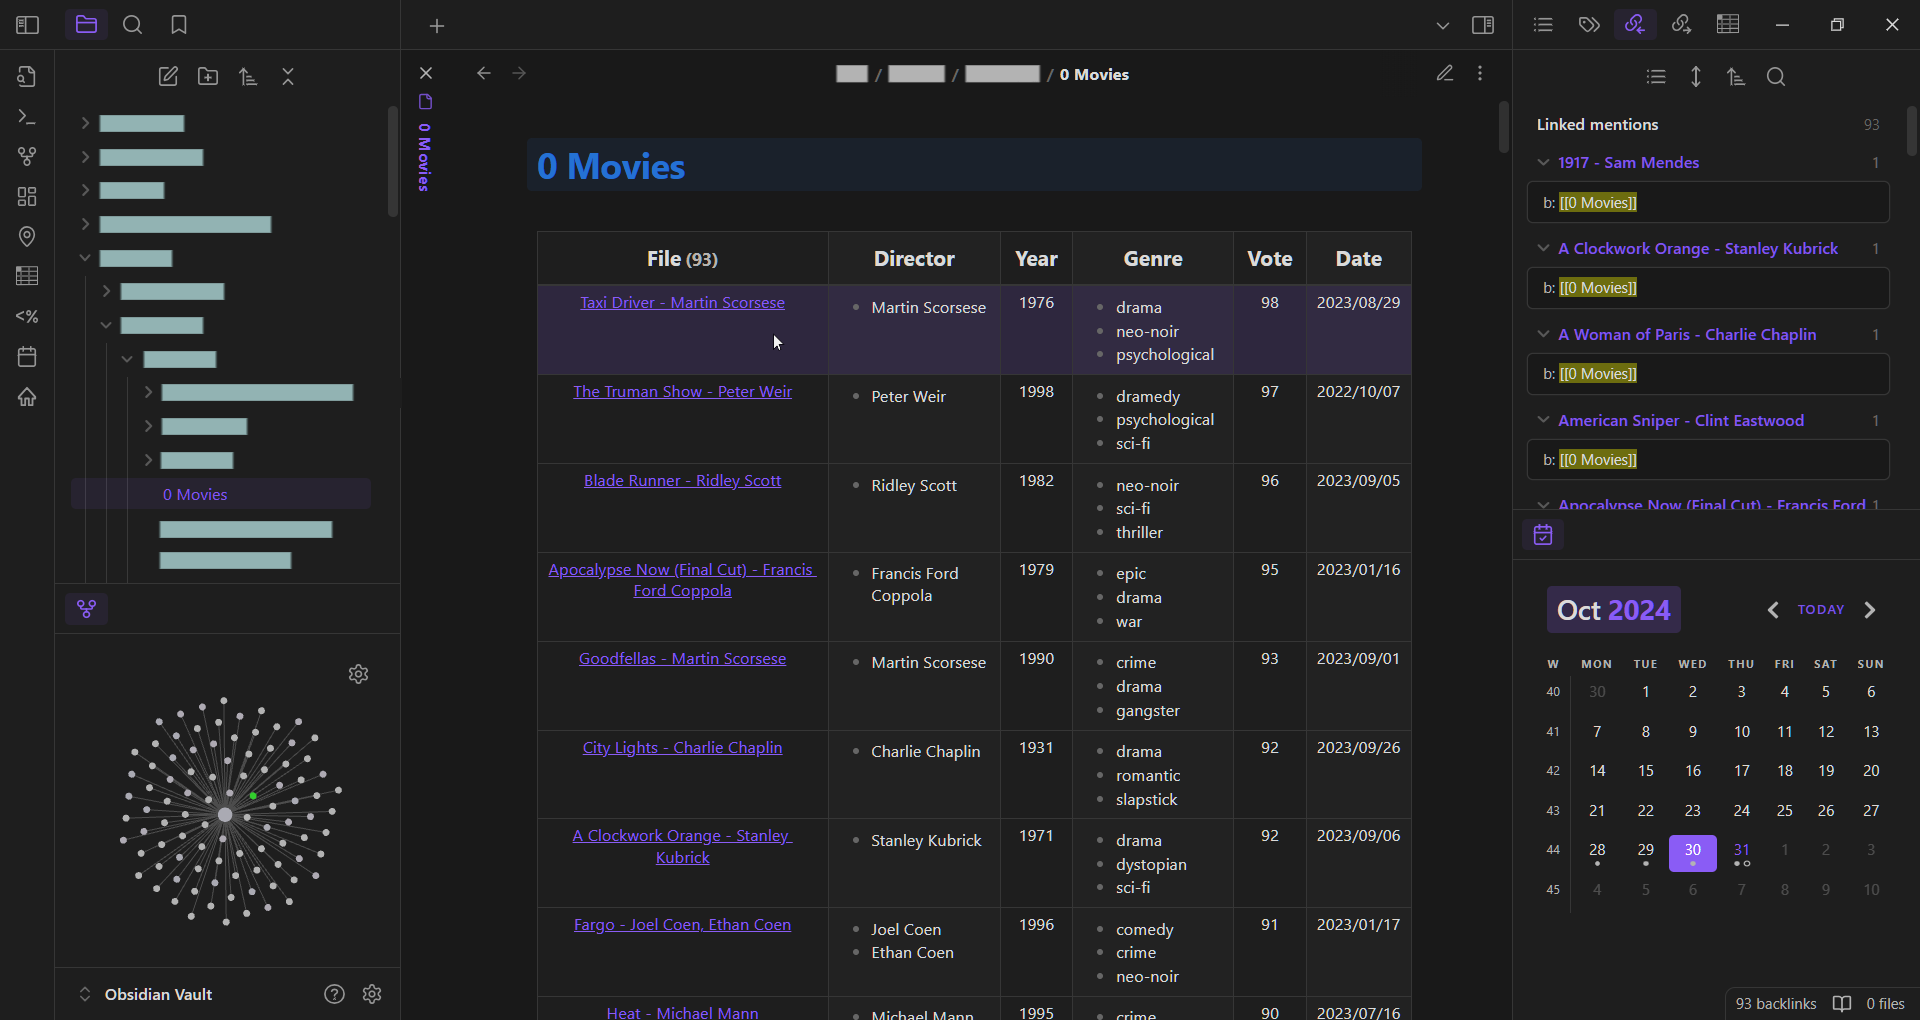 / / / 0 Movies
0 Movies
0 Movies
0 Movies
File (93) Director Year Genre Vote Date
Taxi Driver - Martin Scorsese Martin Scorsese 1976 drama 98 2023/08/29
neo-noir
psychological
The Truman Show - Peter Weir Peter Weir 1998 dramedy 97 2022/10/07
psychological
sci-fi
Blade Runner - Ridley Scott Ridley Scott 1982 neo-noir 96 2023/09/05
sci-fi
thriller
Apocalypse Now (Final Cut) - Francis Francis Ford 1979 epic 95 2023/01/16
Ford Coppola Coppola drama
war
Goodfellas - Martin Scorsese Martin Scorsese 1990 crime 93 2023/09/01
drama
gangster
City Lights - Charlie Chaplin Charlie Chaplin 1931 drama 92 2023/09/26
romantic
slapstick
A Clockwork Orange - Stanley Stanley Kubrick 1971 drama 92 2023/09/06
Kubrick dystopian
sci-fi
Fargo - Joel Coen, Ethan Coen Joel Coen 1996 comedy 91 2023/01/17
Ethan Coen crime
neo-noir
Heat - Michael Mann Michael Mann 1995 crime 90 2023/07/16
Obsidian Vault
Linked mentions 93
1917 - Sam Mendes 1
b: [[0 Movies]]
A Clockwork Orange - Stanley Kubrick 1
b: [[0 Movies]]
A Woman of Paris - Charlie Chaplin 1
b: [[0 Movies]]
American Sniper - Clint Eastwood 1
b: [[0 Movies]]
Apocalypse Now (Final Cut) - Francis Ford 1
Oct 2024 TODAY
W MON TUE WED THU FRI SAT SUN
40 30 1 2 3 4 5 6
41 7 8 9 10 11 12 13
42 14 15 16 17 18 19 20
43 21 22 23 24 25 26 27
44 28 29 30 31 1 2 3
45 4 5 6 7 8 9 10
93 backlinks 0 files